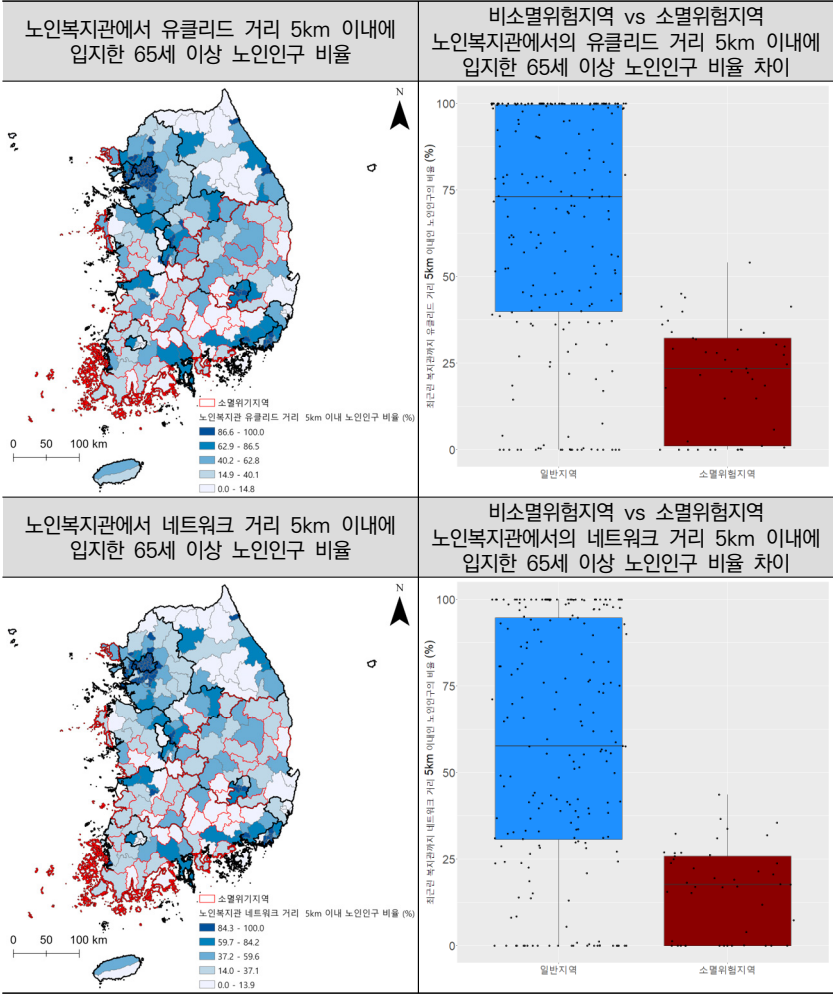 노인복지관에서 유클리드 거리 5km 이내에
입지한 65세 이상 노인인구 비율
비소멸위험지역 vs 소멸위험지역
노인복지관에서의 유클리드 거리 5km 이내에
입지한 65세 이상 노인인구 비율 차이
N
소멸위기지역
노인복지관 유클리드 거리 5km 이내 노인인구 비율 (%)
86.6 - 100.0
62.9 - 86.5
40.2 - 62.8
14.9 - 40.1
0.0 - 14.8
0 50 100 km
최근린 복지관까지 유클리드 거리 5km 이내인 노인인구의 비율 (%)
100
75
50
25
0
일반지역
소멸위험지역
노인복지관에서 네트워크 거리 5km 이내에
입지한 65세 이상 노인인구 비율
비소멸위험지역 vs 소멸위험지역
노인복지관에서의 네트워크 거리 5km 이내에
입지한 65세 이상 노인인구 비율 차이
N
소멸위기지역
노인복지관 네트워크 거리 5km 이내 노인인구 비율 (%)
84.3 - 100.0
59.7 - 84.2
37.2 - 59.6
14.0 - 37.1
0.0 - 13.9
0 50 100 km
최근린 복지관까지 네트워크 거리 5km 이내인 노인인구의 비율 (%)
100
75
50
25
0
일반지역
소멸위험지역